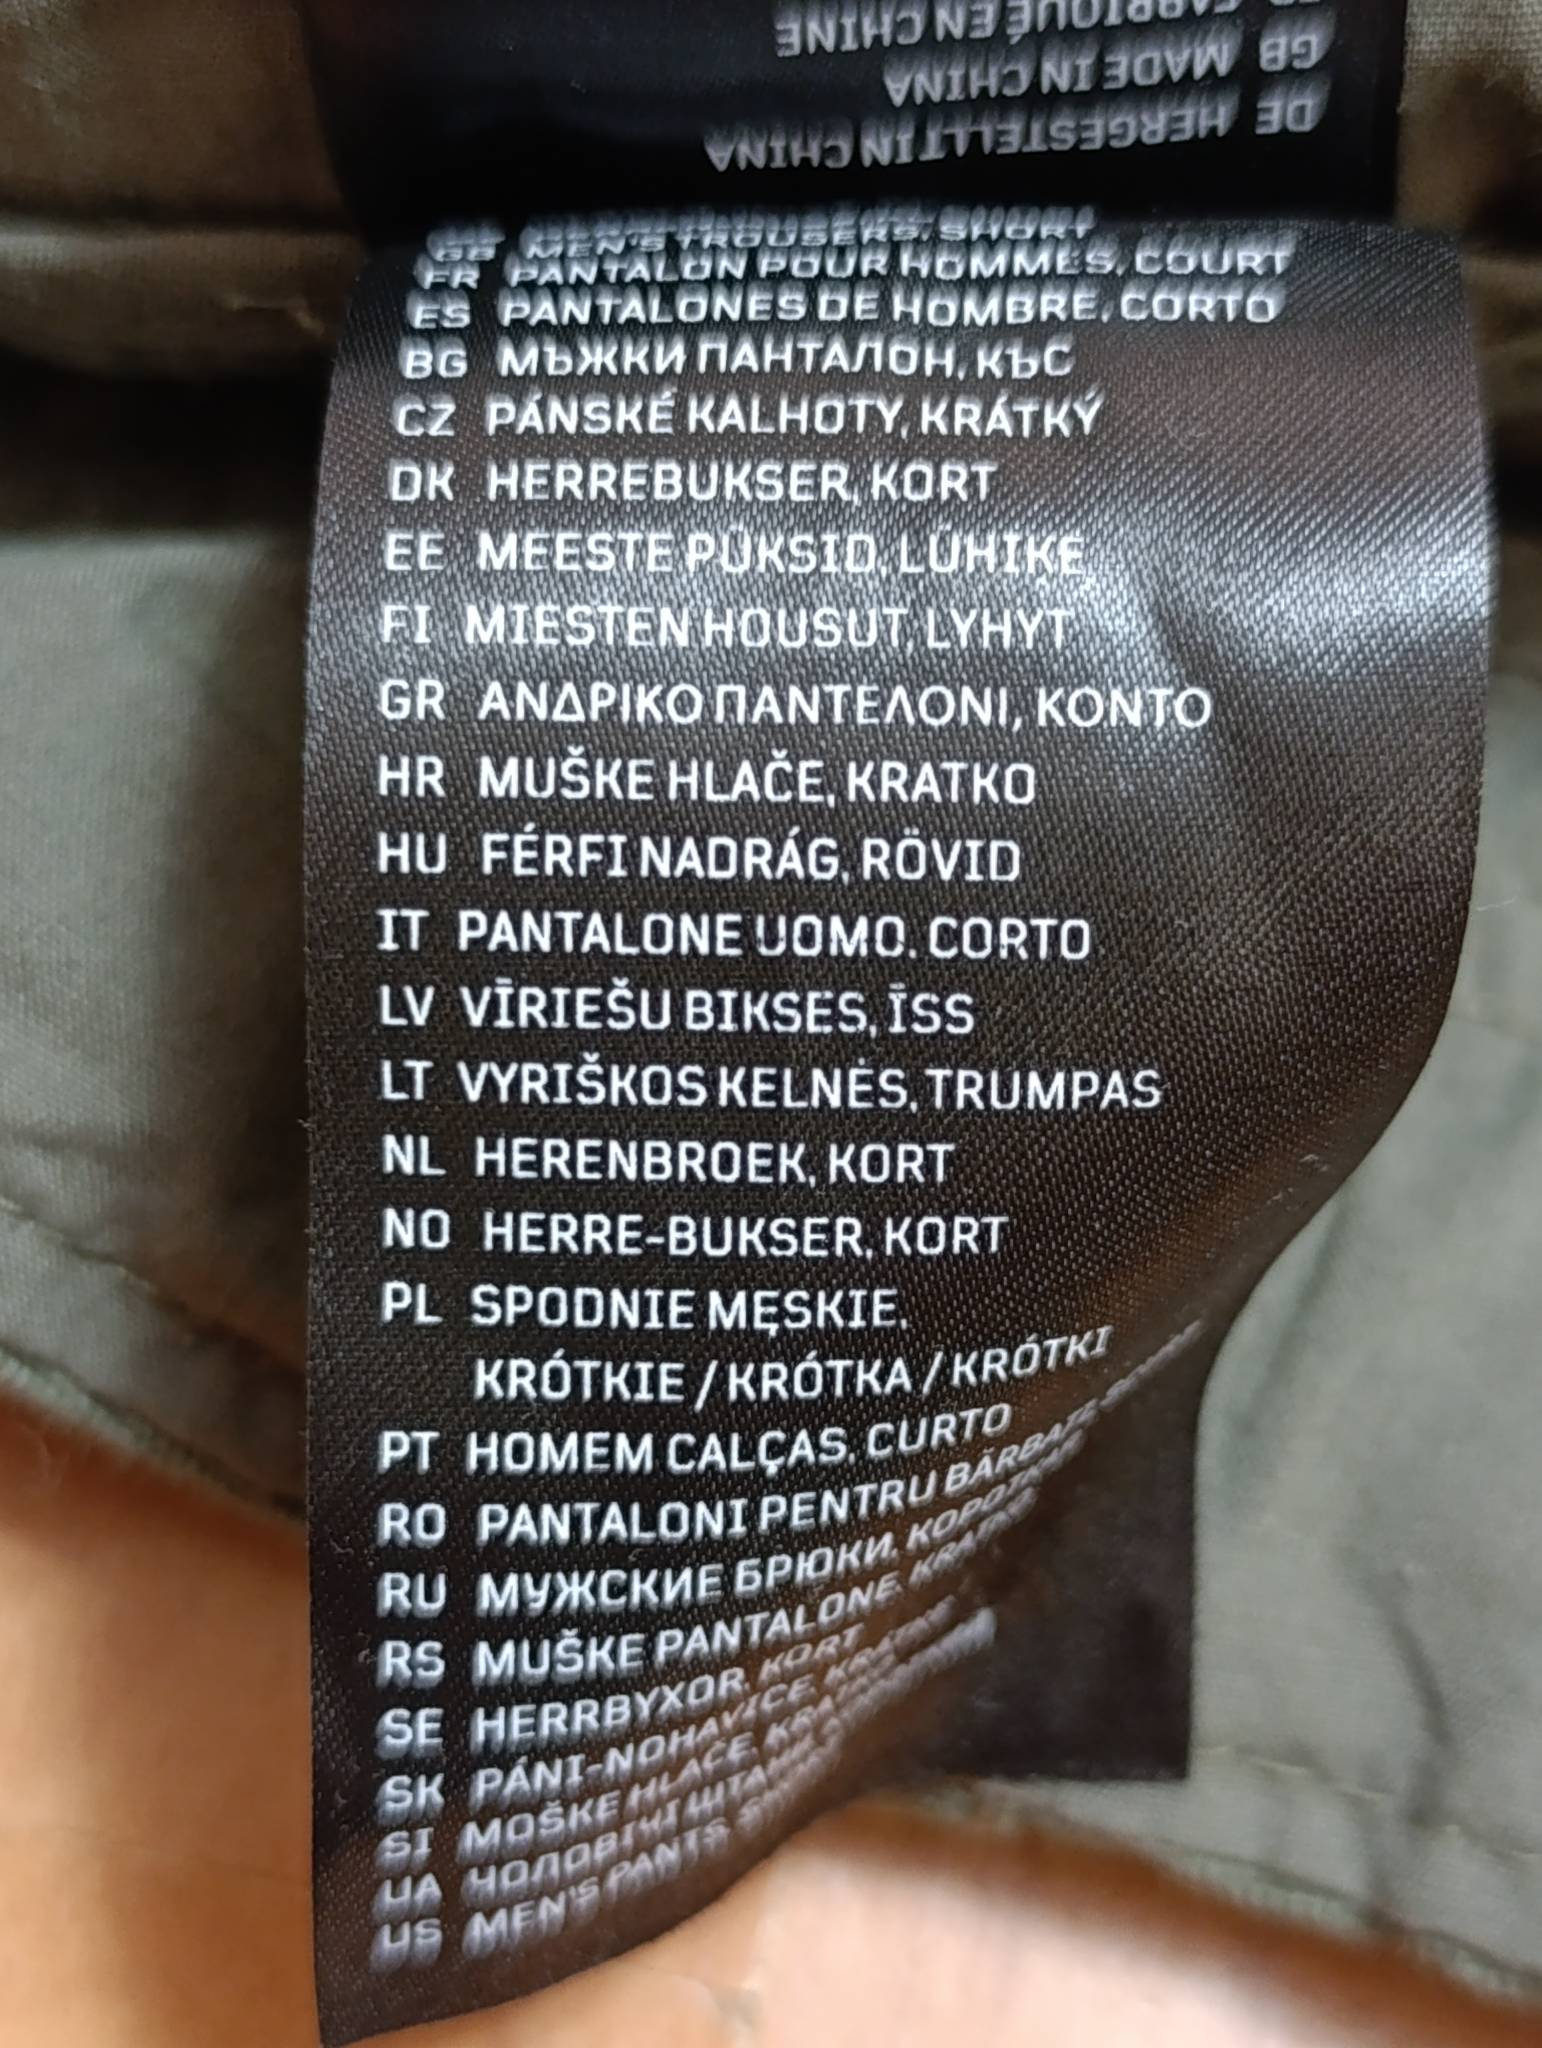 FABRIQUÉ EN CHINE
GB MADE IN CHINA
DE HERGESTELLT IN CHINA
GB MEN'S TROUSERS, SHORT
FR PANTALON POUR HOMMES, COURT
ES PANTALONES DE HOMBRE, CORTO
BG МЪЖКИ ПАНТАЛОН, КЪС
CZ PÁNSKÉ KALHOTY, KRÁTKÝ
DK HERREBUKSER, KORT
EE MEESTE PÜKSID, LÜHIKE
FI MIESTEN HOUSUT, LYHYT
GR ΑΝΔΡΙΚΟ ΠΑΝΤΕΛΟΝΙ, ΚΟΝΤΟ
HR MUŠKE HLAČE, KRATKO
HU FÉRFI NADRÁG, RÖVID
IT PANTALONE UOMO, CORTO
LV VĪRIEŠU BIKSES, ĪSS
LT VYRIŠKOS KELNĖS, TRUMPAS
NL HERENBROEK, KORT
NO HERRE-BUKSER, KORT
PL SPODNIE MĘSKIE,
KRÓTKIE / KRÓTKA / KRÓTKI
PT HOMEM CALÇAS, CURTO
RO PANTALONI PENTRU BĂRBAȚI-
RU МУЖСКИЕ БРЮКИ,
RS MUŠKE PANTALONE, KRATKO
SE HERRBYXOR, KORT
SK PÁNI-NOHAVICE,
SI MOŠKE HLAČE,
UA ЧОЛОВІЧІ ШТАНИ
US MEN'S PANTS,